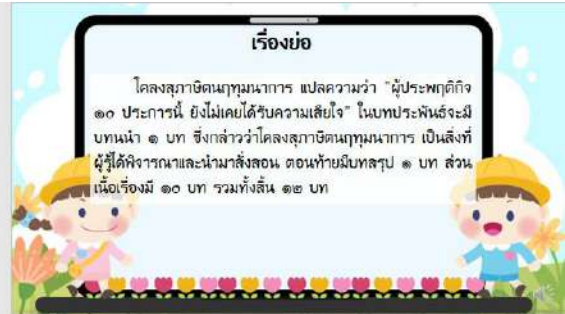 เรื่องย่อ
โคลงสุภาษิตนฤทุมนาการ แปลความว่า "ผู้ประพฤติกิจ
๑๐ ประการนี้ ยังไม่เคยได้รับความเสียใจ" ในบทประพันธ์จะมี
บทนำ ๑ บท ซึ่งกล่าวว่าโคลงสุภาษิตนฤทุมนาการ เป็นสิ่งที่
ผู้รู้ได้พิจารณาและนำมาสั่งสอน ตอนท้ายมีบทสรุป ๑ บท ส่วน
เนื้อเรื่องมี ๑๐ บท รวมทั้งสิ้น ๑๒ บท